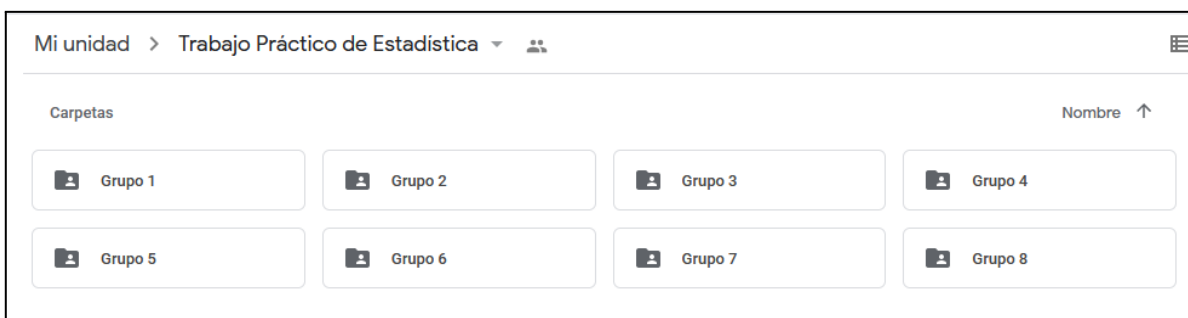 Mi unidad > Trabajo Práctico de Estadística
Carpetas Nombre ↑
Grupo 1 Grupo 2 Grupo 3 Grupo 4
Grupo 5 Grupo 6 Grupo 7 Grupo 8